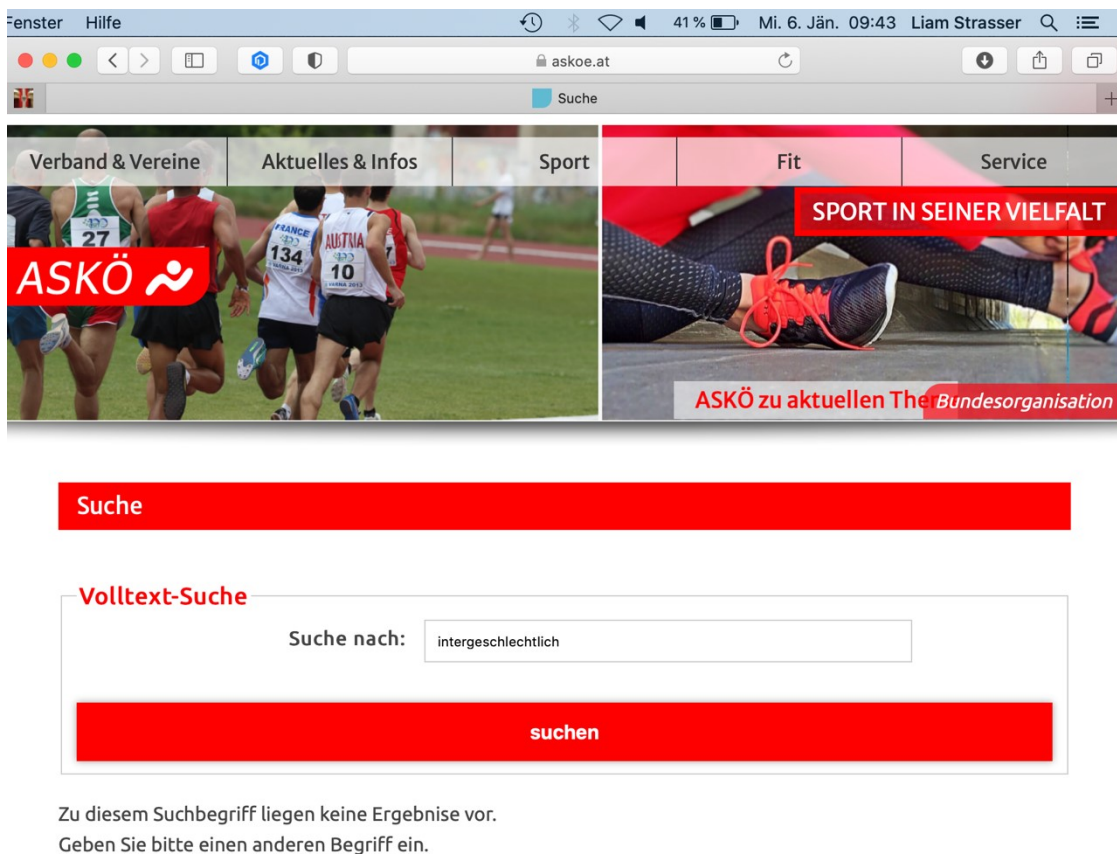 Fenster Hilfe 41 % Mi. 6. Jän. 09:43 Liam Strasser
askoe.at
Suche
Verband & Vereine Aktuelles & Infos Sport Fit Service
SPORT IN SEINER VIELFALT
27
FRANCE
134
AUSTRIA
10
ASKÖ
ASKÖ zu aktuellen Ther
Bundesorganisation
Suche
Volltext-Suche
Suche nach: intergeschlechtlich
suchen
Zu diesem Suchbegriff liegen keine Ergebnise vor.
Geben Sie bitte einen anderen Begriff ein.